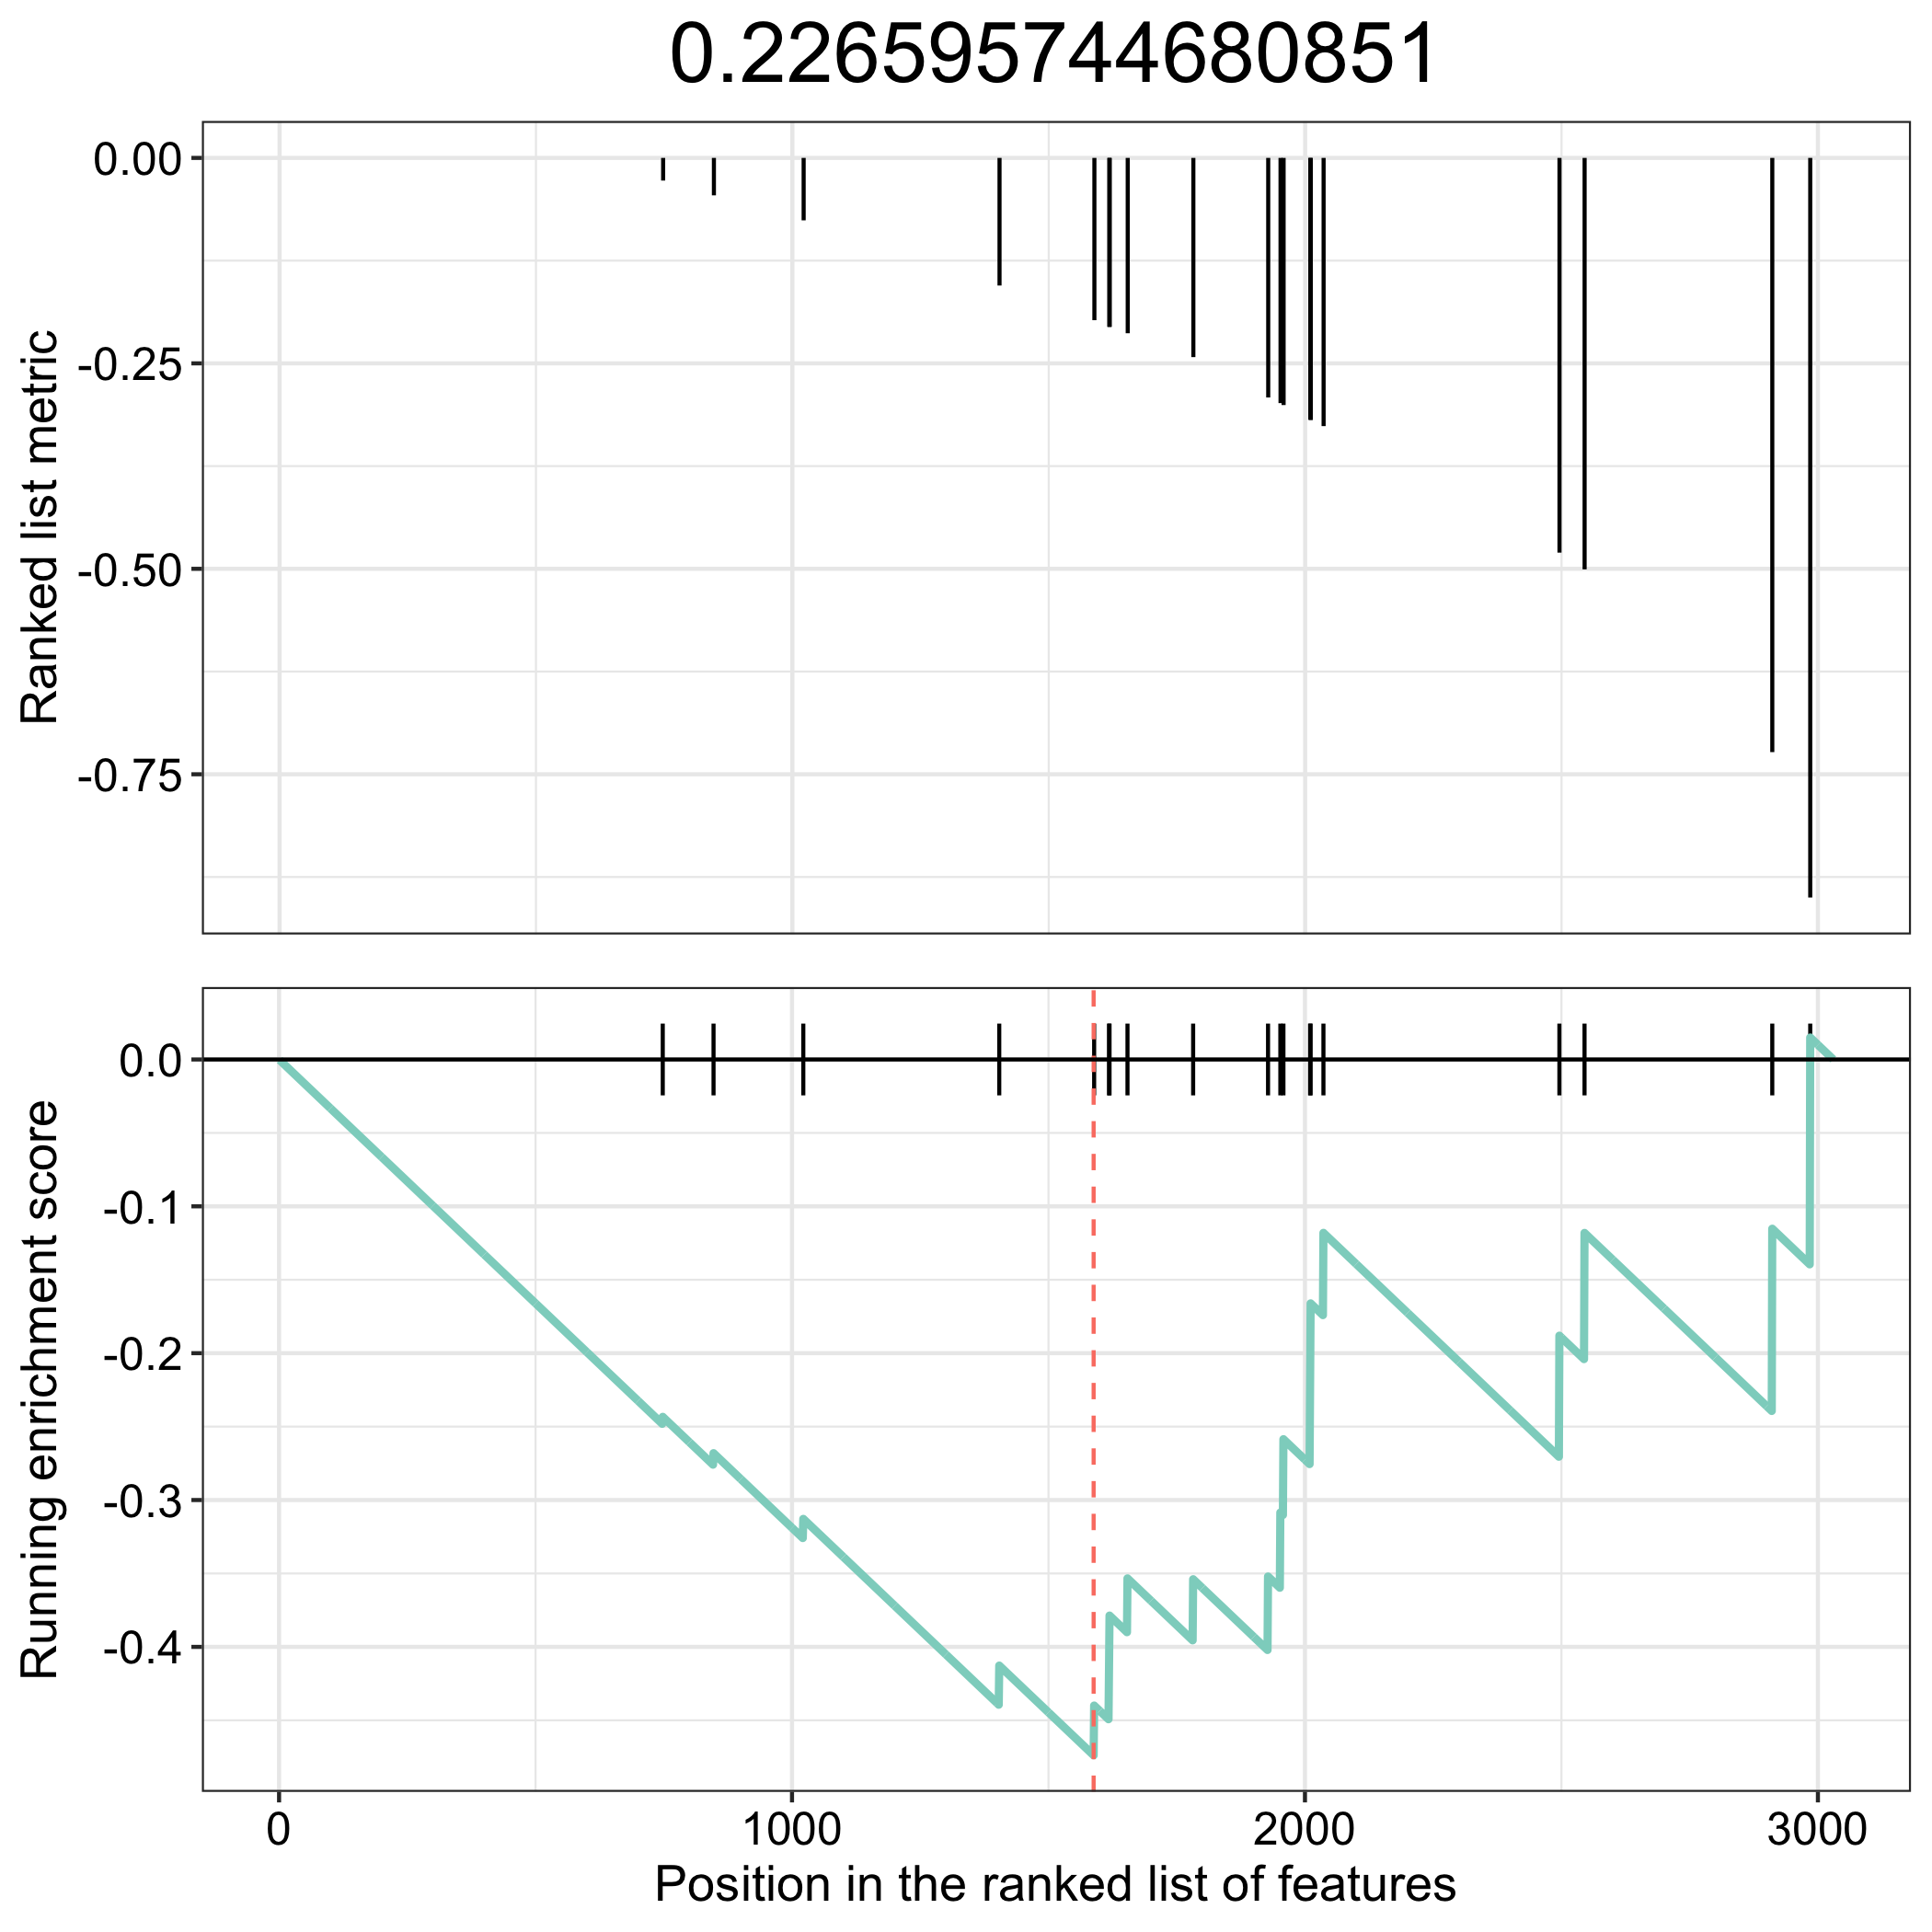 0.226595744680851
Ranked list metric
0.00
-0.25
-0.50
-0.75
Running enrichment score
0.0
-0.1
-0.2
-0.3
-0.4
0 1000 2000 3000
Position in the ranked list of features